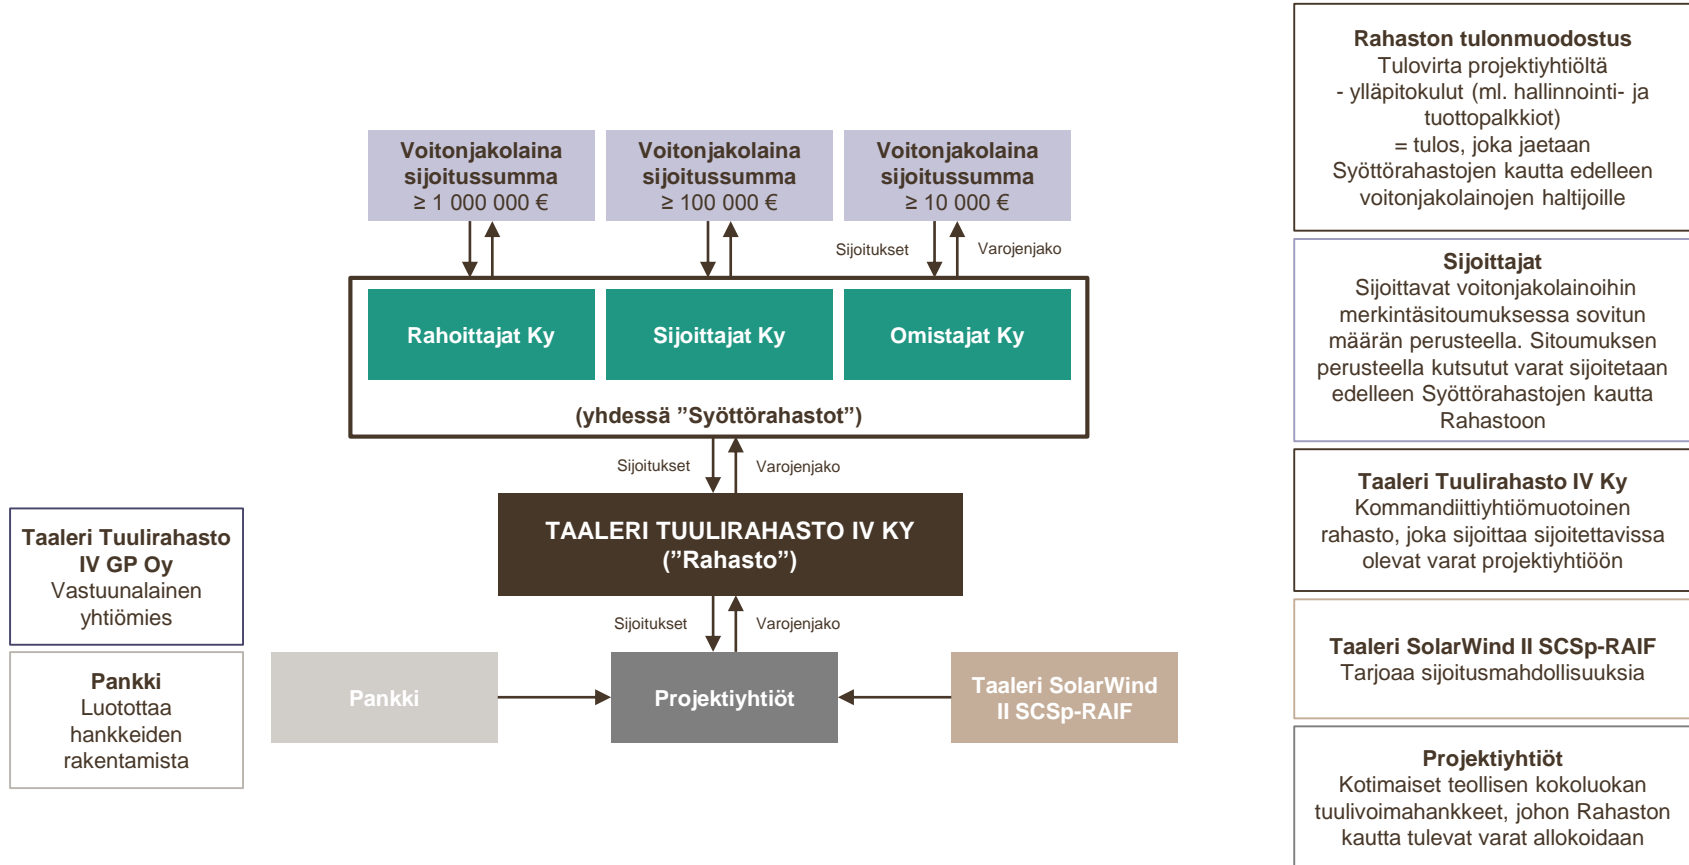 Voitonjakolaina
sijoitussumma
≥ 1 000 000 €
Voitonjakolaina
sijoitussumma
≥ 100 000 €
Voitonjakolaina
sijoitussumma
≥ 10 000 €
Sijoitukset
Varojenjako
Rahoittajat Ky
Sijoittajat Ky
Omistajat Ky
(yhdessä ”Syöttörahastot”)
Sijoitukset
Varojenjako
TAALERI TUULIRAHASTO IV KY
(”Rahasto”)
Sijoitukset
Varojenjako
Pankki
Projektiyhtiöt
Taaleri SolarWind
II SCSp-RAIF
Taaleri Tuulirahasto
IV GP Oy
Vastuunalainen
yhtiömies
Pankki
Luotottaa
hankkeiden
rakentamista
Rahaston tulonmuodostus
Tulovirta projektiyhtiöltä
- ylläpitokulut (ml. hallinnointi- ja
tuottopalkkiot)
= tulos, joka jaetaan
Syöttörahastojen kautta edelleen
voitonjakolainojen haltijoille
Sijoittajat
Sijoittavat voitonjakolainoihin
merkintäsitoumuksessa sovitun
määrän perusteella. Sitoumuksen
perusteella kutsutut varat sijoitetaan
edelleen Syöttörahastojen kautta
Rahastoon
Taaleri Tuulirahasto IV Ky
Kommandiittiyhtiömuotoinen
rahasto, joka sijoittaa sijoitettavissa
olevat varat projektiyhtiöön
Taaleri SolarWind II SCSp-RAIF
Tarjoaa sijoitusmahdollisuuksia
Projektiyhtiöt
Kotimaiset teollisen kokoluokan
tuulivoimahankkeet, johon Rahaston
kautta tulevat varat allokoidaan